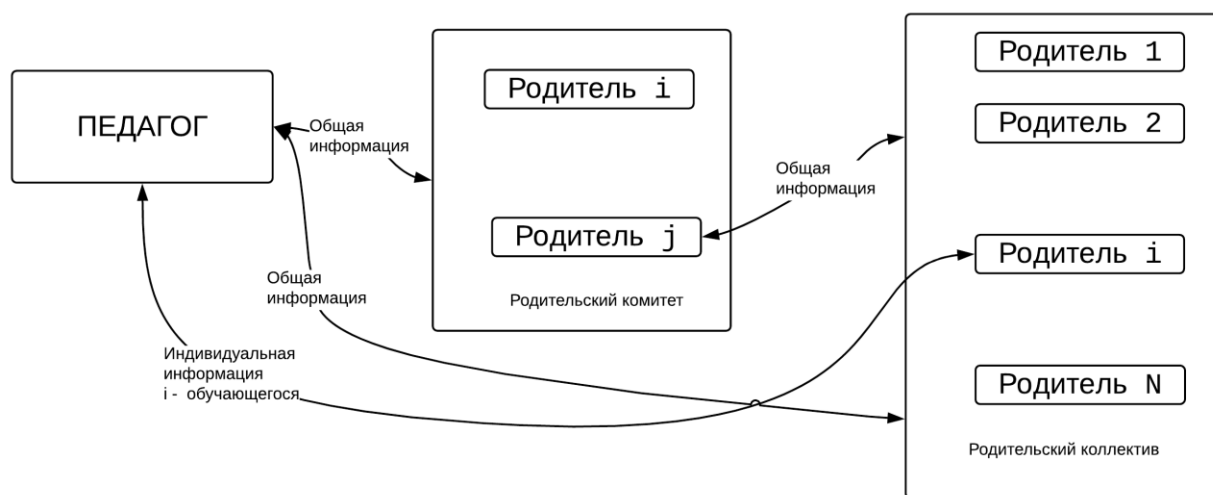 ПЕДАГОГ
Общая
информация
Родитель i
Родитель j
Родительский комитет
Общая
информация
Родитель 1
Родитель 2
Родитель i
Родитель N
Родительский коллектив
Общая
информация
Индивидуальная
информация
i - обучающегося